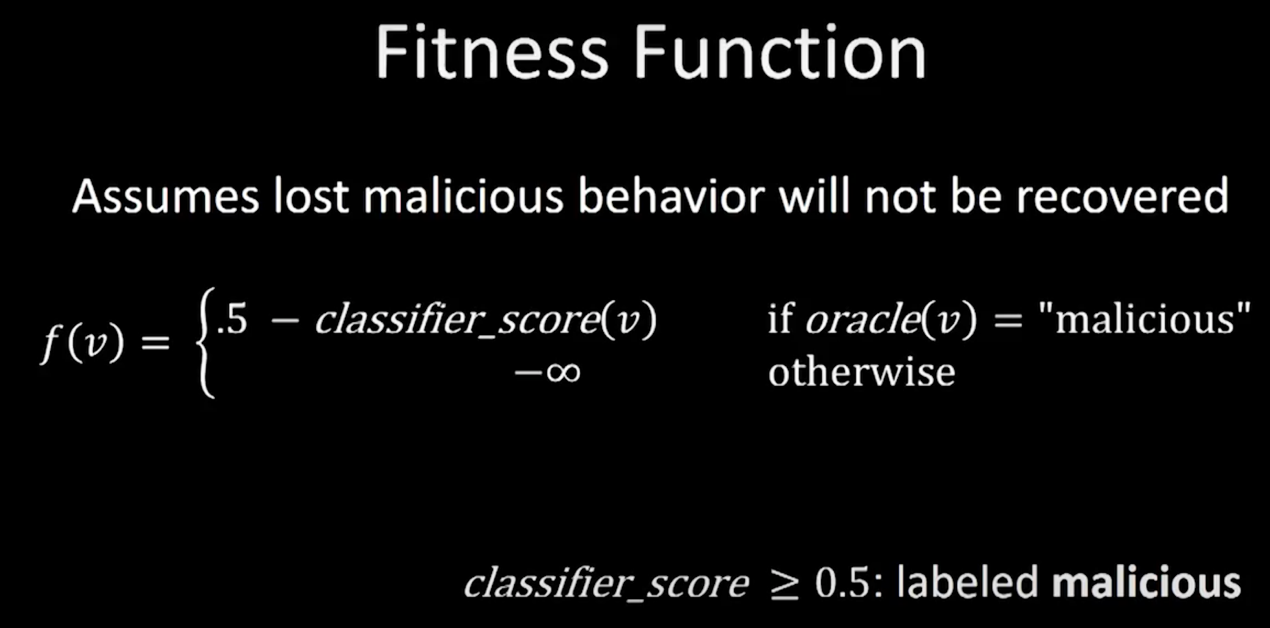 Fitness Function
Assumes lost malicious behavior will not be recovered
f(v) = { .5 − classifier_score(v) if oracle(v) = "malicious"
−∞ otherwise
classifier_score ≥ 0.5: labeled malicious